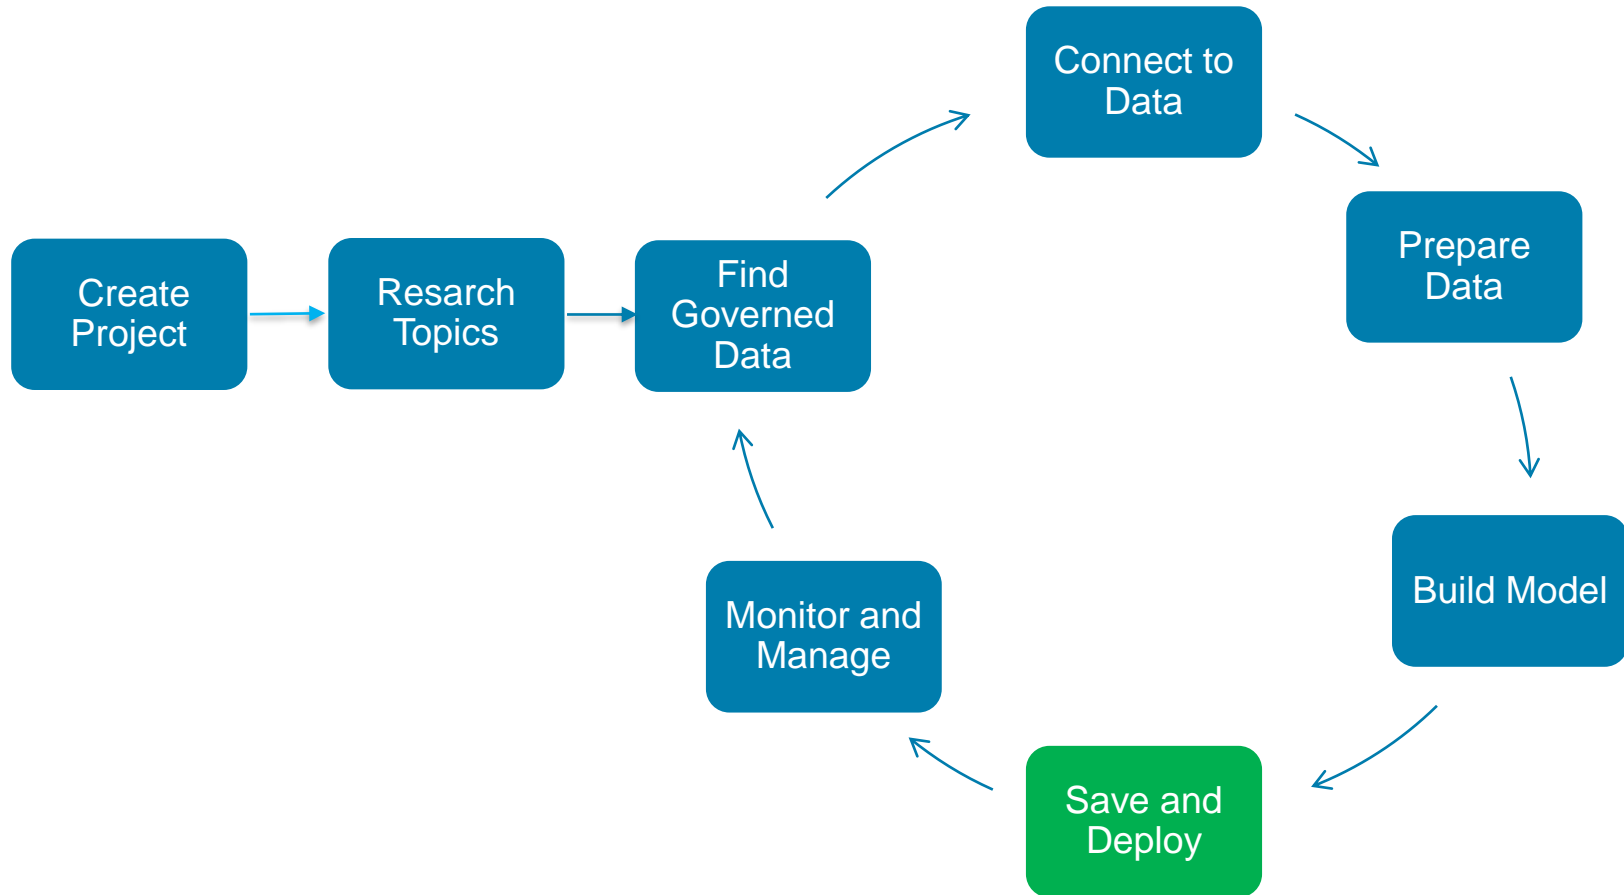 Create
Project
Resarch
Topics
Find
Governed
Data
Connect to
Data
Prepare
Data
Build Model
Save and
Deploy
Monitor and
Manage